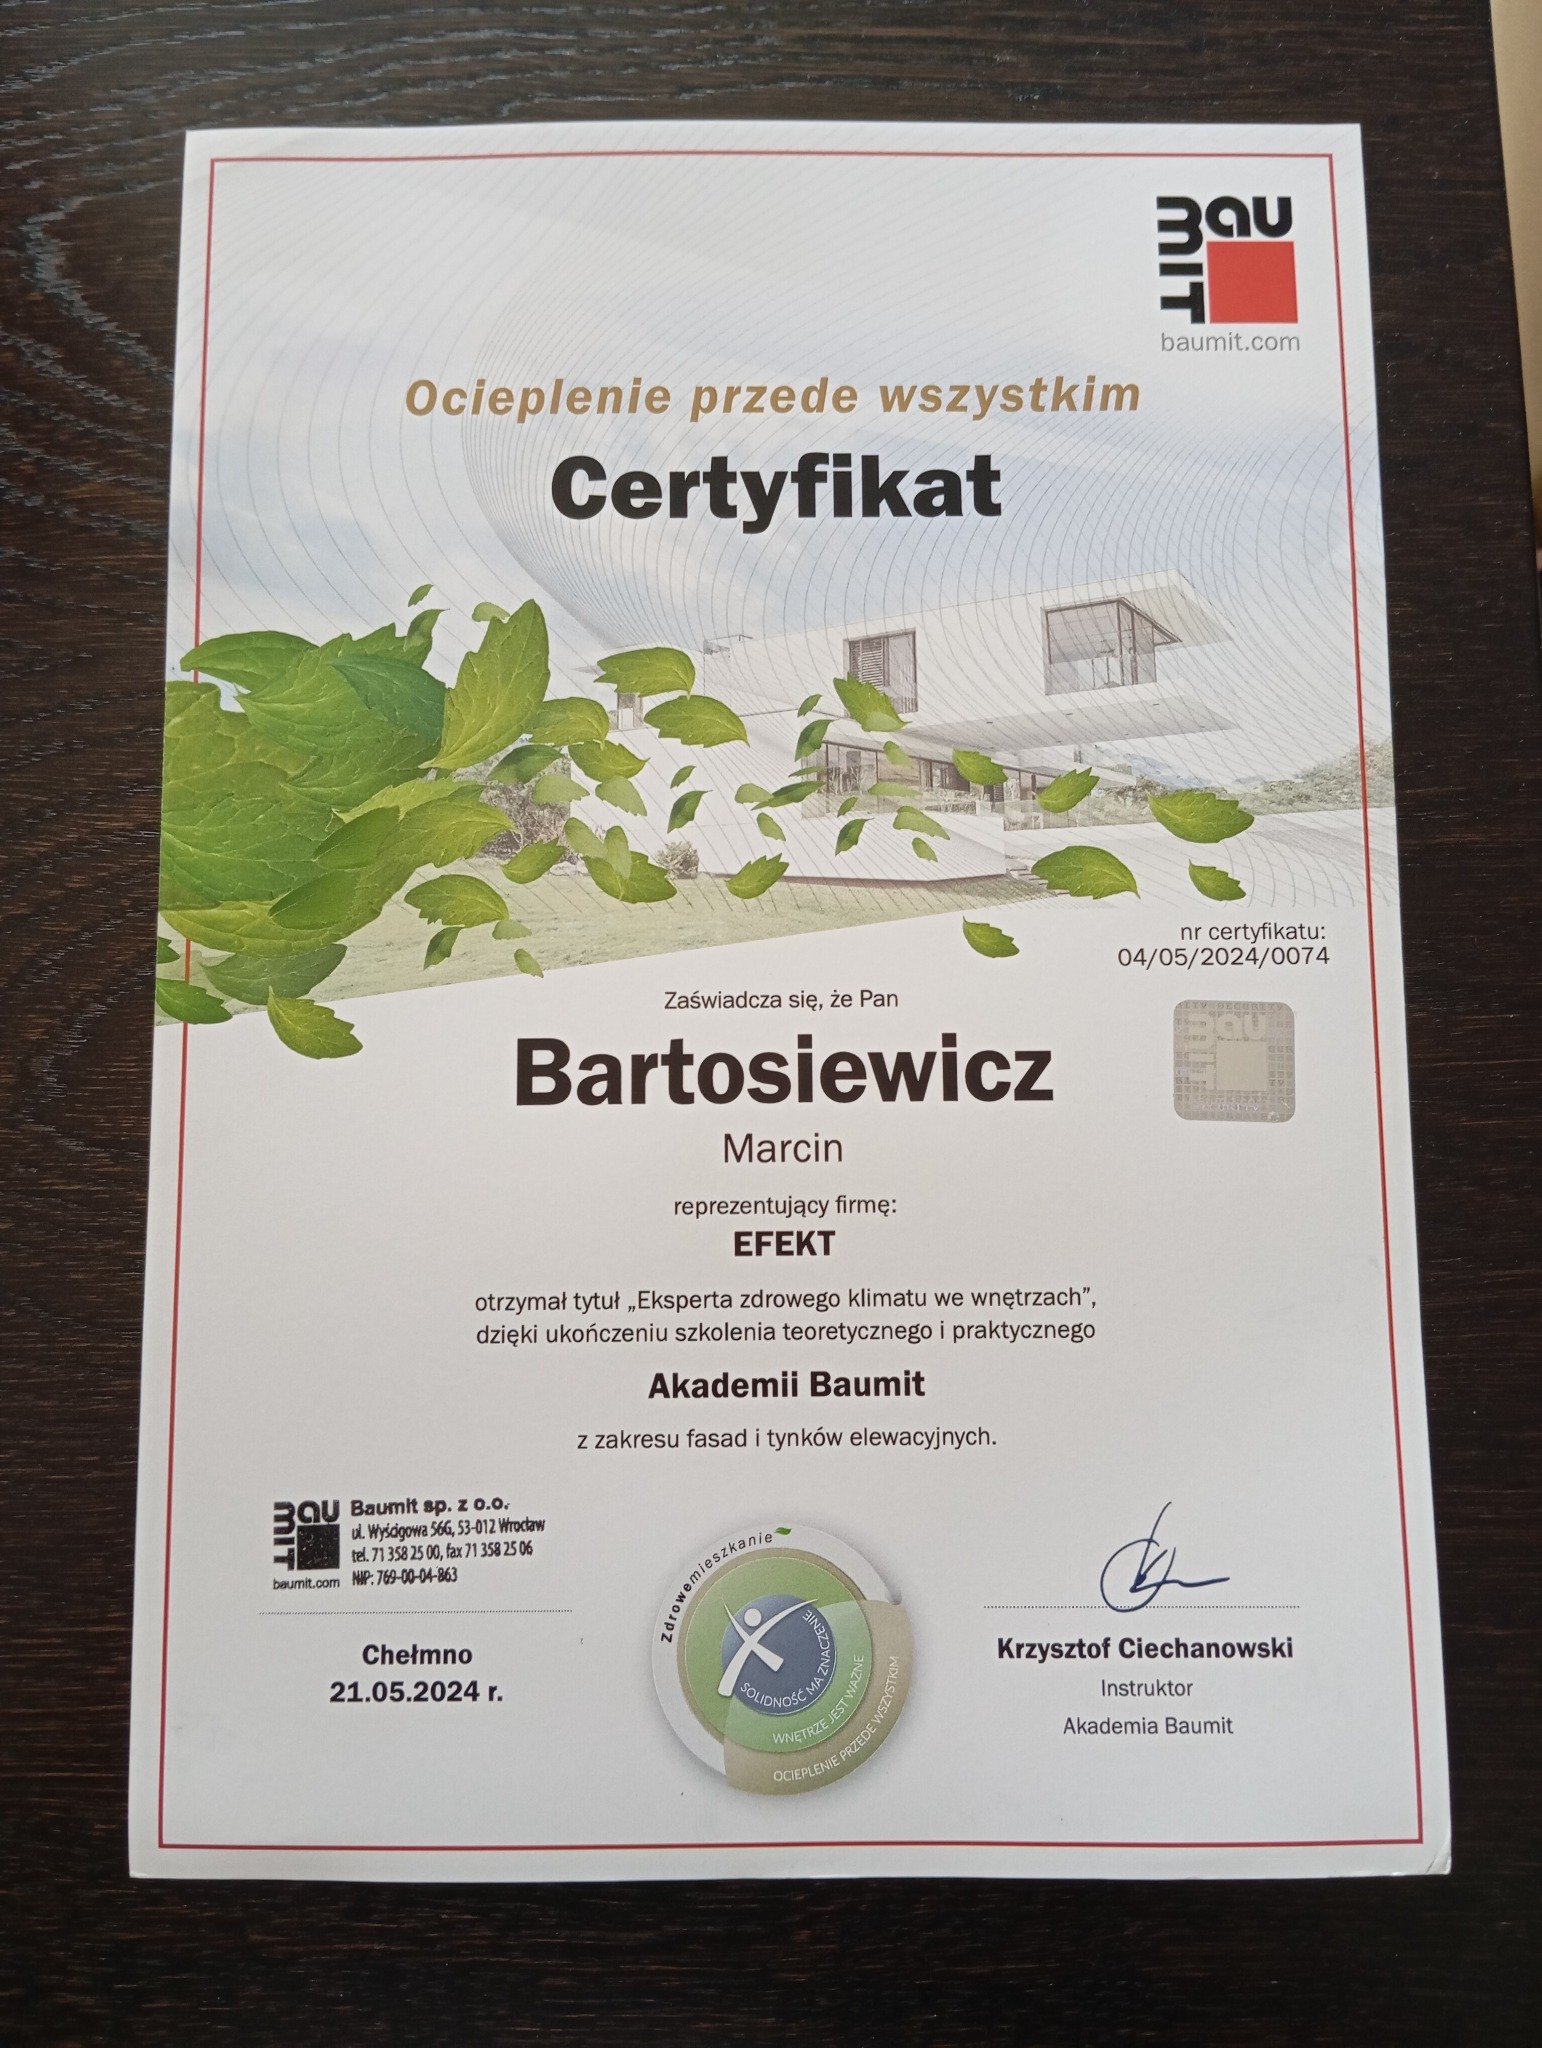 BAUMIT
baumit.com
Ocieplenie przede wszystkim
Certyfikat
nr certyfikatu:
04/05/2024/0074
Zaświadcza się, że Pan
Bartosiewicz
Marcin
reprezentujący firmę:
EFEKT
otrzymał tytuł „Eksperta zdrowego klimatu we wnętrzach”,
dzięki ukończeniu szkolenia teoretycznego i praktycznego
Akademii Baumit
z zakresu fasad i tynków elewacyjnych.
BAUMIT
baumit.com
Baumit sp. z o.o.
ul. Wyścigowa 56G, 53-012 Wrocław
tel. 71 358 25 00, fax 71 358 25 06
NIP: 769-00-04-863
Chełmno
21.05.2024 r.
Zdrowemieszkanie
SOLIDNOŚĆ MA ZNACZENIE
WNĘTRZE JEST WAŻNE
OCIEPLENIE PRZEDE WSZYSTKIM
Krzysztof Ciechanowski
Instruktor
Akademia Baumit